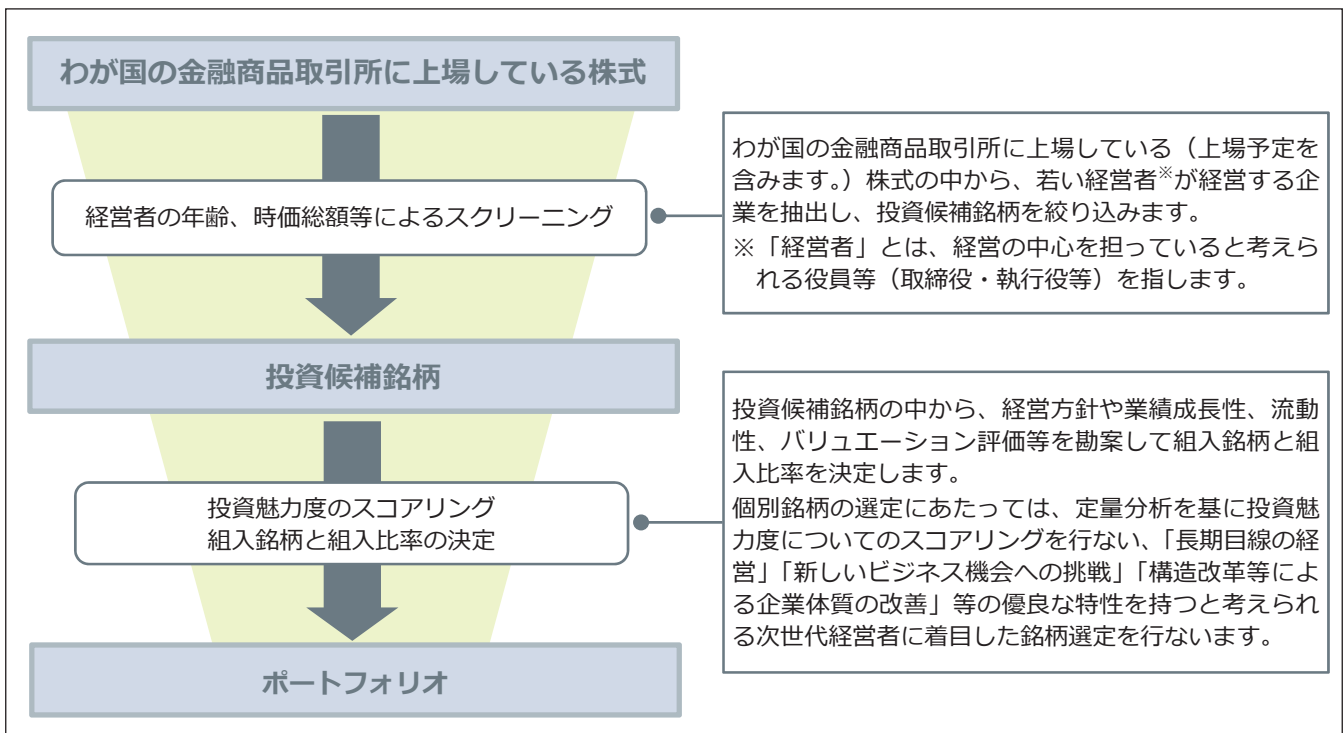 わが国の金融商品取引所に上場している株式
経営者の年齢、時価総額等によるスクリーニング
わが国の金融商品取引所に上場している（上場予定を
含みます。）株式の中から、若い経営者※が経営する企
業を抽出し、投資候補銘柄を絞り込みます。
※「経営者」とは、経営の中心を担っていると考えら
れる役員等（取締役・執行役等）を指します。
投資候補銘柄
投資魅力度のスコアリング
組入銘柄と組入比率の決定
投資候補銘柄の中から、経営方針や業績成長性、流動
性、バリュエーション評価等を勘案して組入銘柄と組
入比率を決定します。
個別銘柄の選定にあたっては、定量分析を基に投資魅
力度についてのスコアリングを行ない、「長期目線の経
営」「新しいビジネス機会への挑戦」「構造改革等によ
る企業体質の改善」等の優良な特性を持つと考えられ
る次世代経営者に着目した銘柄選定を行ないます。
ポートフォリオ